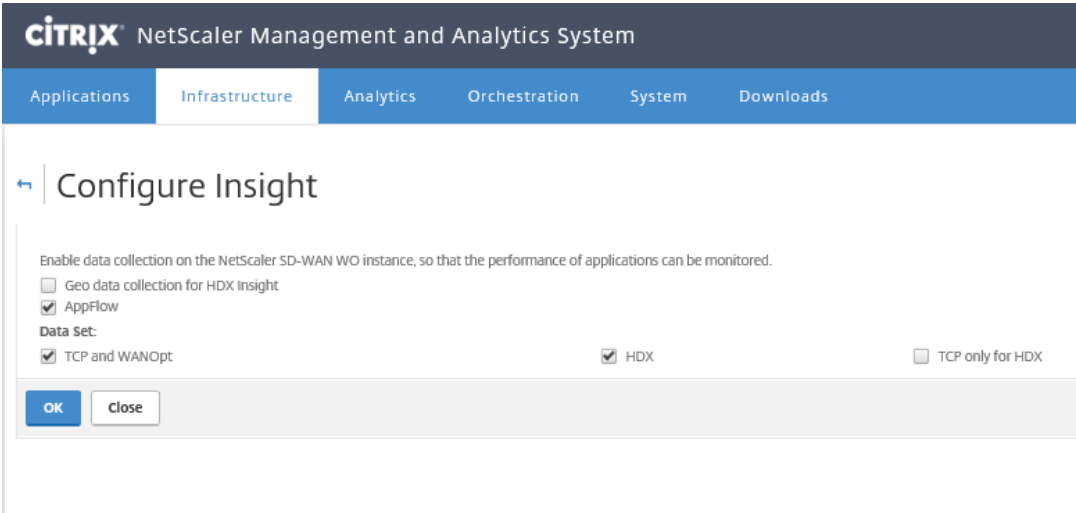 CİTRIX NetScaler Management and Analytics System
Applications Infrastructure Analytics Orchestration System Downloads
Configure Insight
Enable data collection on the NetScaler SD-WAN WO instance, so that the performance of applications can be monitored.
Geo data collection for HDX Insight
AppFlow
Data Set:
TCP and WANOpt HDX TCP only for HDX
OK Close